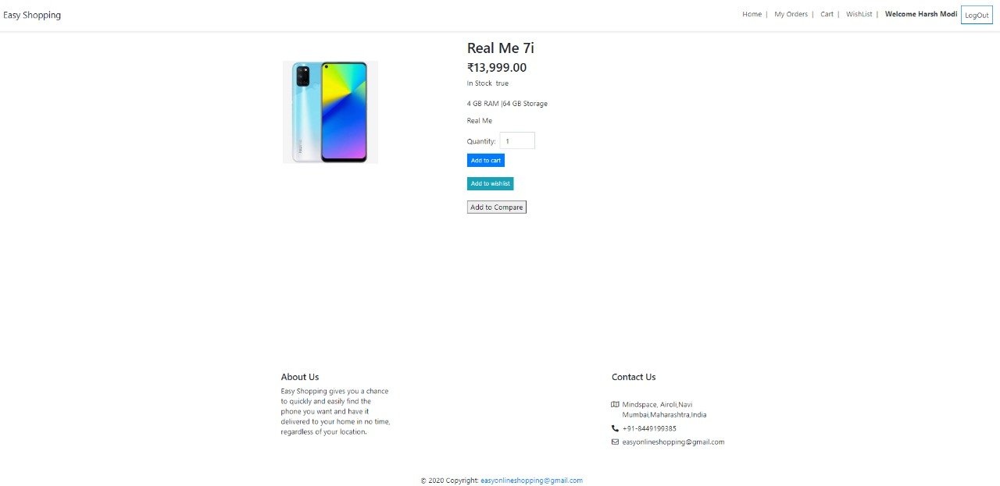 Easy Shopping
Home | My Orders | Cart | WishList | Welcome Harsh Modi LogOut
Real Me 7i
₹13,999.00
In Stock true
4 GB RAM |64 GB Storage
Real Me
Quantity: 1
Add to cart
Add to wishlist
Add to Compare
About Us
Easy Shopping gives you a chance
to quickly and easily find the
phone you want and have it
delivered to your home in no time,
regardless of your location.
Contact Us
Mindspace, Airoli,Navi
Mumbai,Maharashtra,India
+91-8449199385
easyonlineshopping@gmail.com
© 2020 Copyright: easyonlineshopping@gmail.com